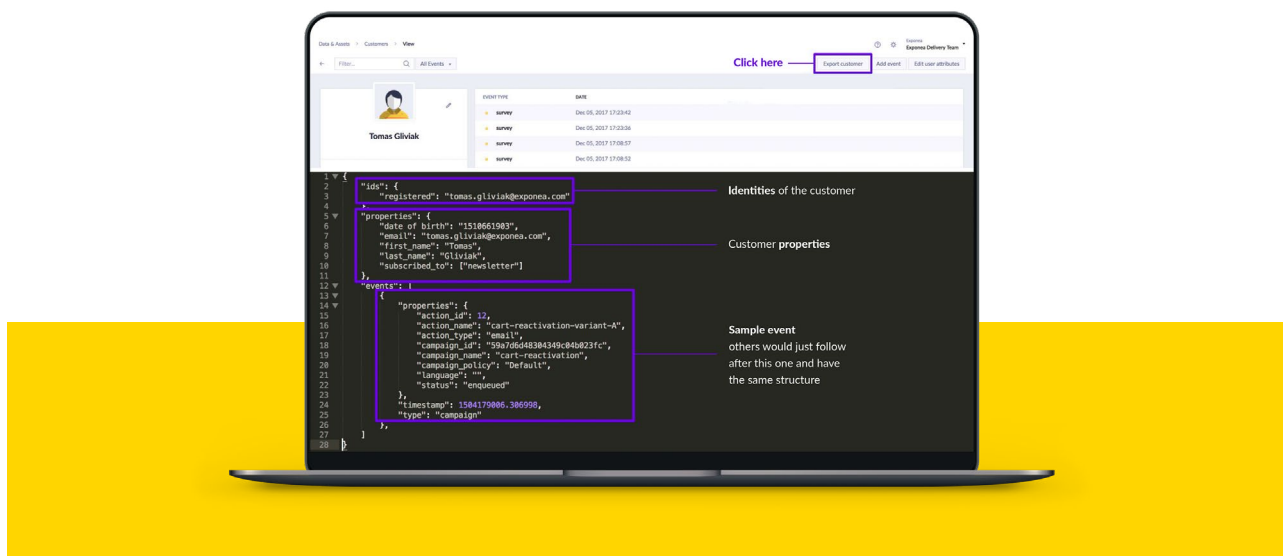 Data & Assets > Customers > View
Exponea
Exponea Delivery Team
Filter...
All Events
Click here
Export customer
Add event
Edit user attributes
Tomas Gliviak
EVENT TYPE DATE
survey Dec 05, 2017 17:23:42
survey Dec 05, 2017 17:23:26
survey Dec 05, 2017 17:08:57
survey Dec 05, 2017 17:08:52
1 {
2 "ids": {
3 "registered": "tomas.gliviak@exponea.com"
4 },
5 "properties": {
6 "date of birth": "1510661903",
7 "email": "tomas.gliviak@exponea.com",
8 "first_name": "Tomas",
9 "last_name": "Gliviak",
10 "subscribed_to": ["newsletter"]
11 },
12 "events": [
13 {
14 "properties": {
15 "action_id": 12,
16 "action_name": "cart-reactivation-variant-A",
17 "action_type": "email",
18 "campaign_id": "59a7d6d48304349c04b023fc",
19 "campaign_name": "cart-reactivation",
20 "campaign_policy": "Default",
21 "language": "",
22 "status": "enqueued"
23 },
24 "timestamp": 1504179006.306998,
25 "type": "campaign"
26 },
27 ]
28 }
Identities of the customer
Customer properties
Sample event
others would just follow
after this one and have
the same structure